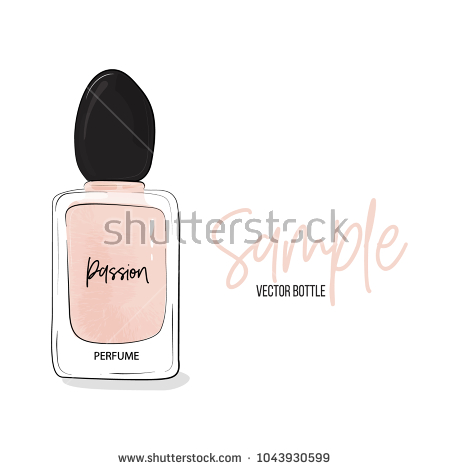 shutterstock
Sample
Passion
VECTOR BOTTLE
PERFUME
www.shutterstock.com · 1043930599